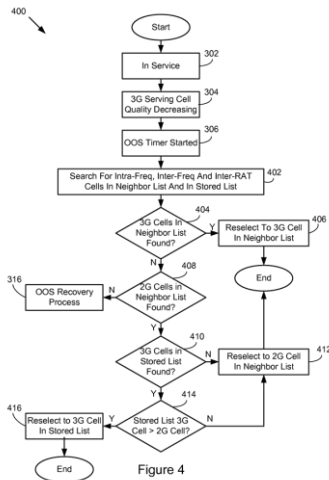 400
Start
In Service
302
3G Serving Cell
Quality Decreasing
304
OOS Timer Started
306
Search For Intra-Freq, Inter-Freq And Inter-RAT
Cells In Neighbor List And In Stored List
402
3G Cells In
Neighbor List
Found?
404
Y
N
Reselect To 3G Cell
In Neighbor List
406
End
2G Cells in
Neighbor List
Found?
408
N
Y
316
OOS Recovery
Process
3G Cells in
Stored List
Found?
410
N
Y
Reselect to 2G Cell
In Neighbor List
412
Stored List 3G
Cell > 2G Cell?
414
Y
N
416
Reselect to 3G Cell
In Stored List
End
Figure 4